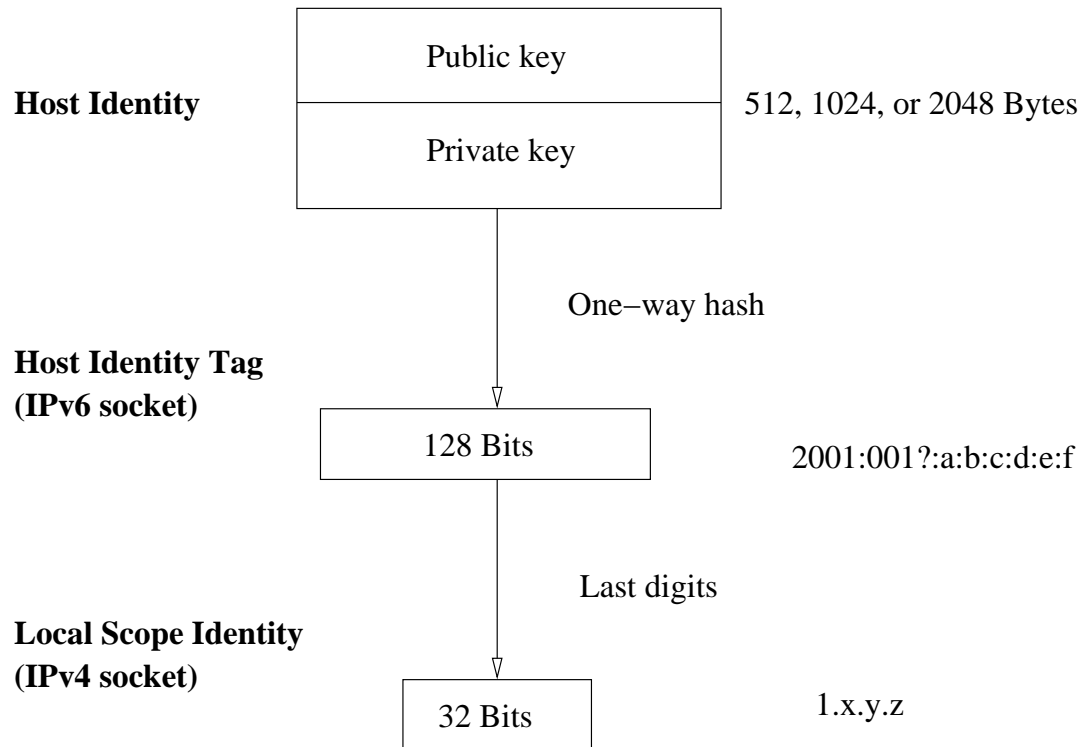 Public key
Host Identity
512, 1024, or 2048 Bytes
Private key
One−way hash
Host Identity Tag
(IPv6 socket)
128 Bits
2001:001?:a:b:c:d:e:f
Last digits
Local Scope Identity
(IPv4 socket)
32 Bits
1.x.y.z